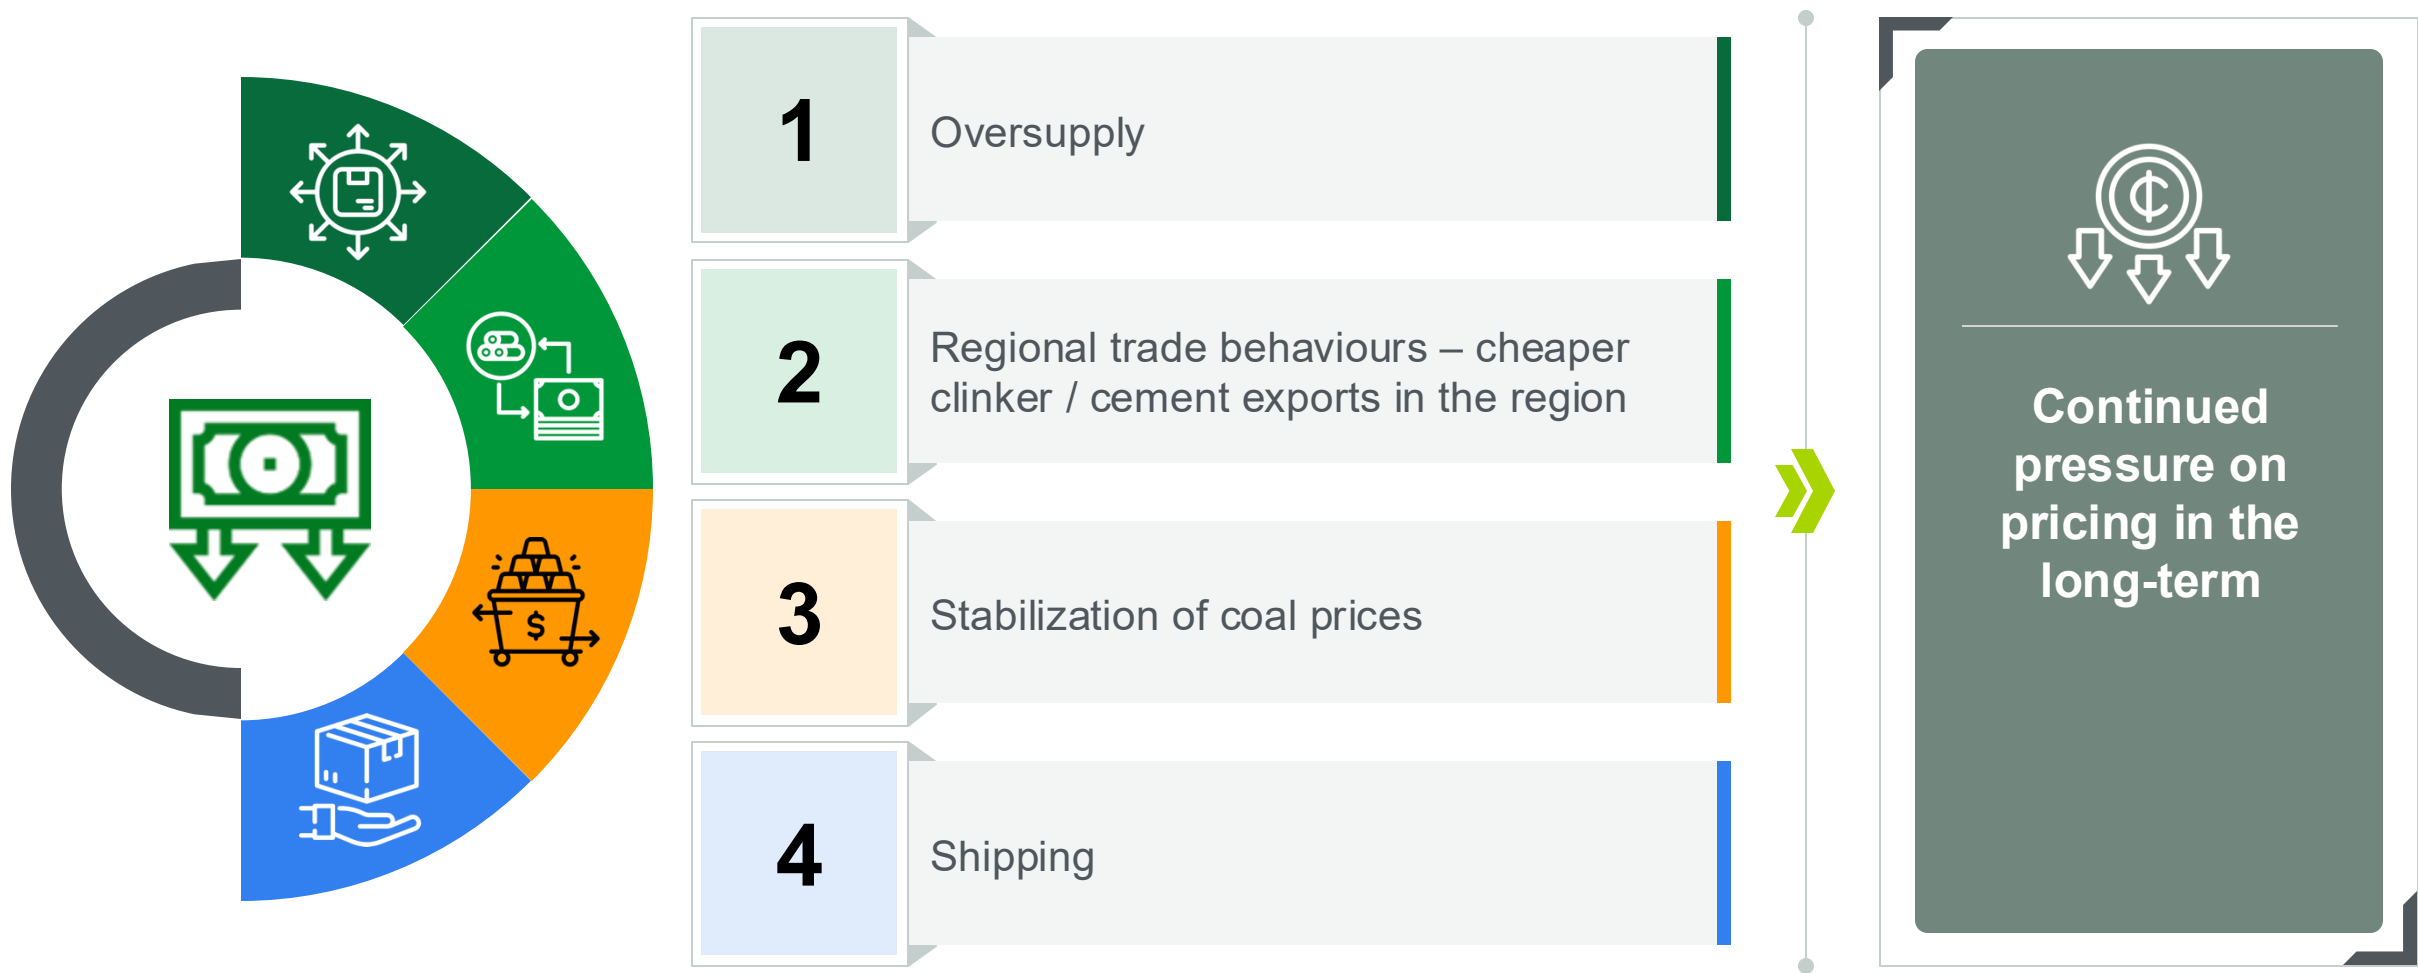 1
Oversupply
2
Regional trade behaviours – cheaper
clinker / cement exports in the region
3
Stabilization of coal prices
$
4
Shipping
₵
Continued
pressure on
pricing in the
long-term